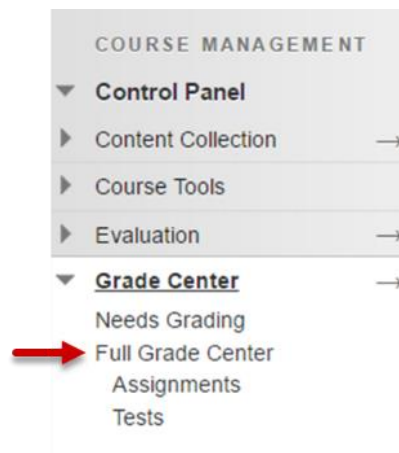 COURSE MANAGEMENT
Control Panel
Content Collection
Course Tools
Evaluation
Grade Center
Needs Grading
Full Grade Center
Assignments
Tests